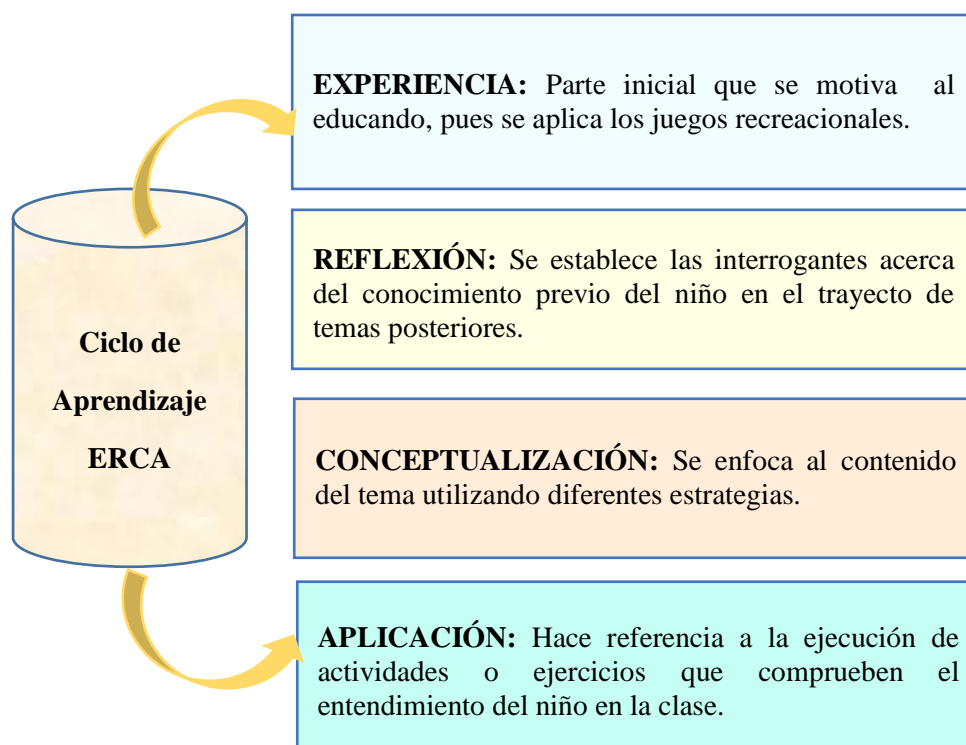 EXPERIENCIA: Parte inicial que se motiva al
educando, pues se aplica los juegos recreacionales.
REFLEXIÓN: Se establece las interrogantes acerca
del conocimiento previo del niño en el trayecto de
temas posteriores.
Ciclo de
Aprendizaje
ERCA
CONCEPTUALIZACIÓN: Se enfoca al contenido
del tema utilizando diferentes estrategias.
APLICACIÓN: Hace referencia a la ejecución de
actividades o ejercicios que comprueben el
entendimiento del niño en la clase.